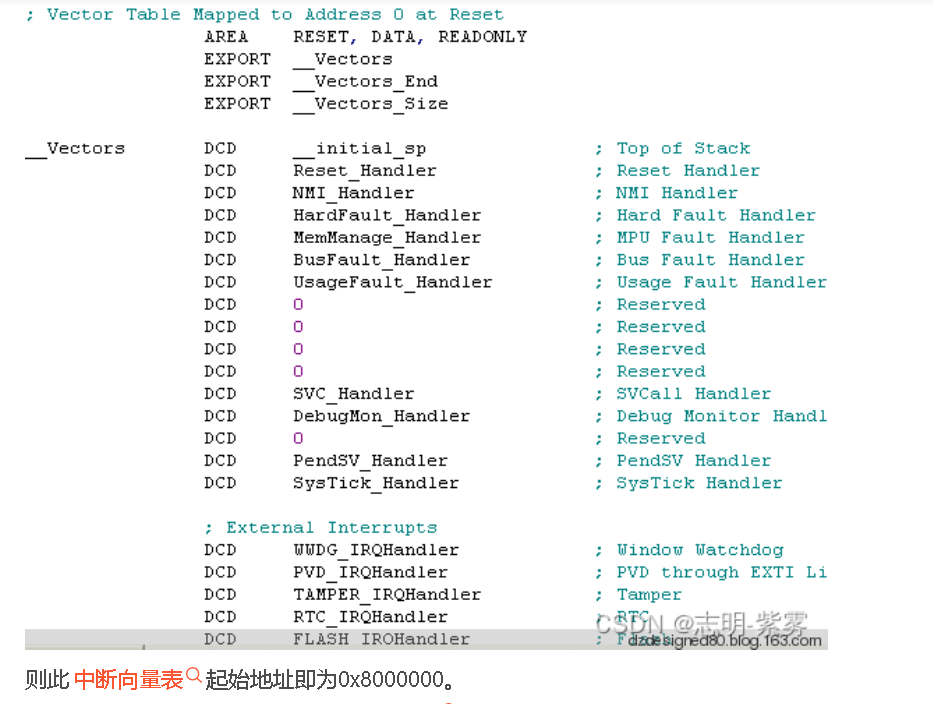 ; Vector Table Mapped to Address 0 at Reset
AREA RESET, DATA, READONLY
EXPORT __Vectors
EXPORT __Vectors_End
EXPORT __Vectors_Size
__Vectors DCD __initial_sp ; Top of Stack
DCD Reset_Handler ; Reset Handler
DCD NMI_Handler ; NMI Handler
DCD HardFault_Handler ; Hard Fault Handler
DCD MemManage_Handler ; MPU Fault Handler
DCD BusFault_Handler ; Bus Fault Handler
DCD UsageFault_Handler ; Usage Fault Handler
DCD 0 ; Reserved
DCD 0 ; Reserved
DCD 0 ; Reserved
DCD 0 ; Reserved
DCD SVC_Handler ; SVCall Handler
DCD DebugMon_Handler ; Debug Monitor Handl
DCD 0 ; Reserved
DCD PendSV_Handler ; PendSV Handler
DCD SysTick_Handler ; SysTick Handler
; External Interrupts
DCD WWDG_IRQHandler ; Window Watchdog
DCD PVD_IRQHandler ; PVD through EXTI Li
DCD TAMPER_IRQHandler ; Tamper
DCD RTC_IRQHandler ; RTC
CSDN @志明-紫雾
DCD FLASH_IRQHandler ; Flash
dzdesigned80.blog.163.com
则此 中断向量表 起始地址即为0x8000000。